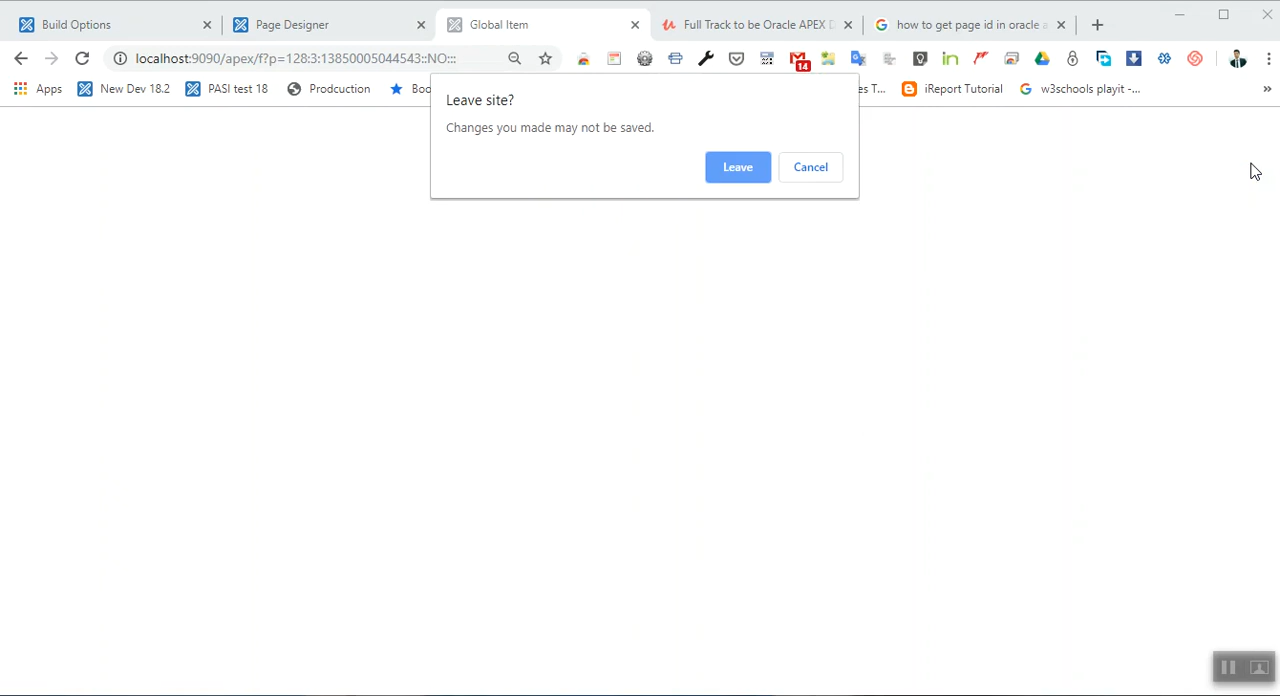 Build Options
Page Designer
Global Item
Full Track to be Oracle APEX D
how to get page id in oracle a
localhost:9090/apex/f?p=128:3:13850005044543::NO:::
14
Apps
New Dev 18.2
PASI test 18
Prodcuction
Boo
es T...
iReport Tutorial
w3schools playit -...
Leave site?
Changes you made may not be saved.
Leave
Cancel